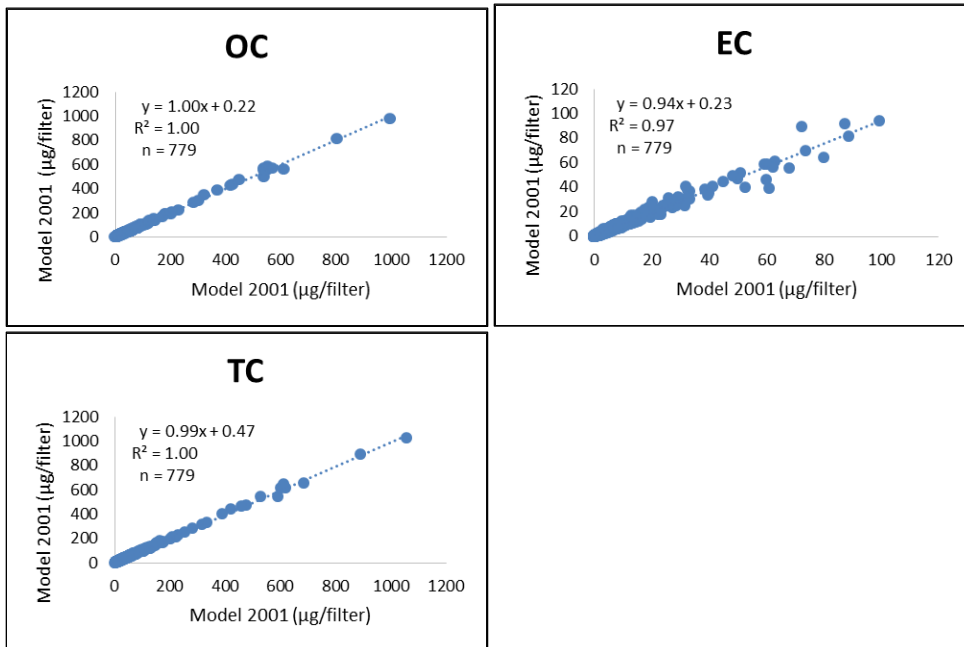 OC
y = 1.00x + 0.22
R² = 1.00
n = 779
1200
1000
800
600
400
200
0
0 200 400 600 800 1000 1200
Model 2001 (µg/filter)
Model 2001 (µg/filter)
EC
y = 0.94x + 0.23
R² = 0.97
n = 779
120
100
80
60
40
20
0
0 20 40 60 80 100 120
Model 2001 (µg/filter)
Model 2001 (µg/filter)
TC
y = 0.99x + 0.47
R² = 1.00
n = 779
1200
1000
800
600
400
200
0
0 200 400 600 800 1000 1200
Model 2001 (µg/filter)
Model 2001 (µg/filter)